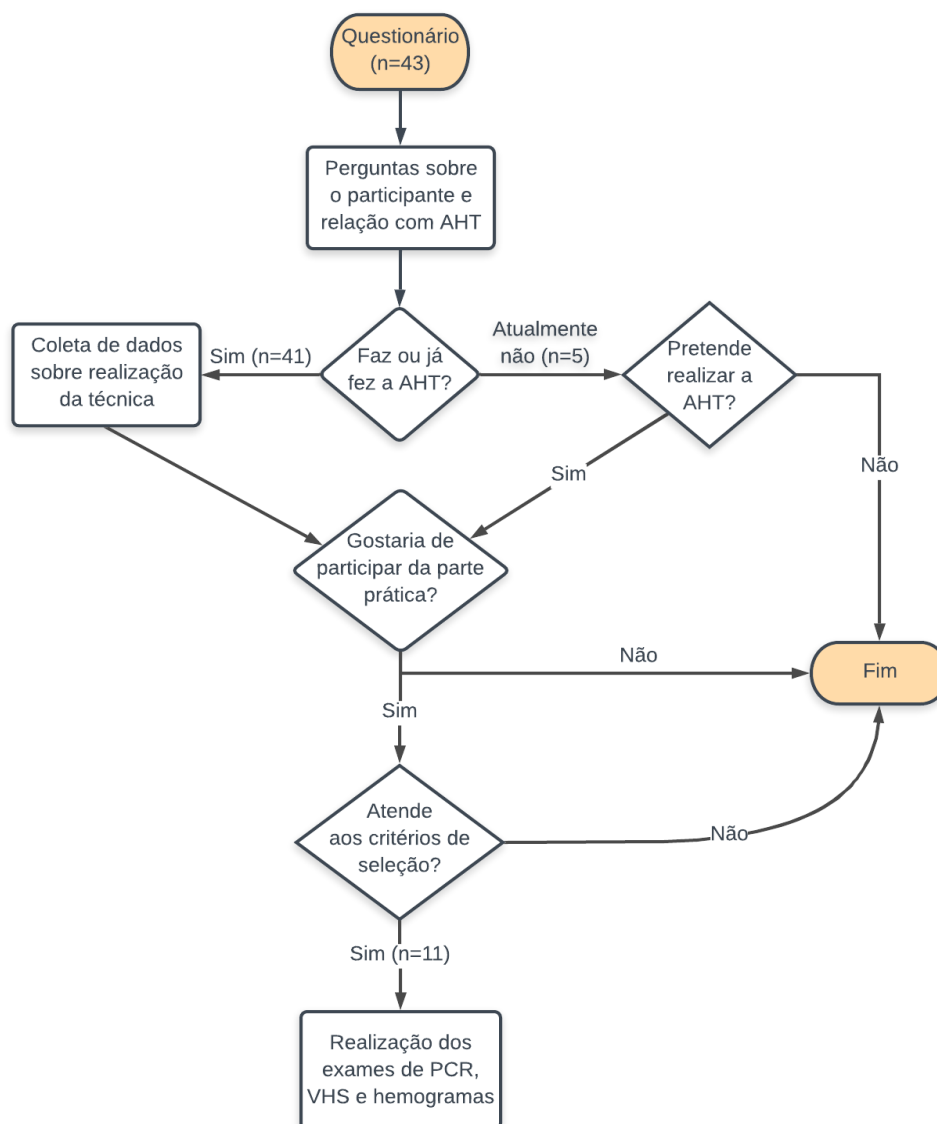 Questionário
(n=43)
Perguntas sobre
o participante e
relação com AHT
Faz ou já
fez a AHT?
Sim (n=41)
Coleta de dados
sobre realização
da técnica
Atualmente
não (n=5)
Pretende
realizar a
AHT?
Sim
Não
Gostaria de
participar da parte
prática?
Não
Fim
Sim
Atende
aos critérios de
seleção?
Não
Sim (n=11)
Realização dos
exames de PCR,
VHS e hemogramas